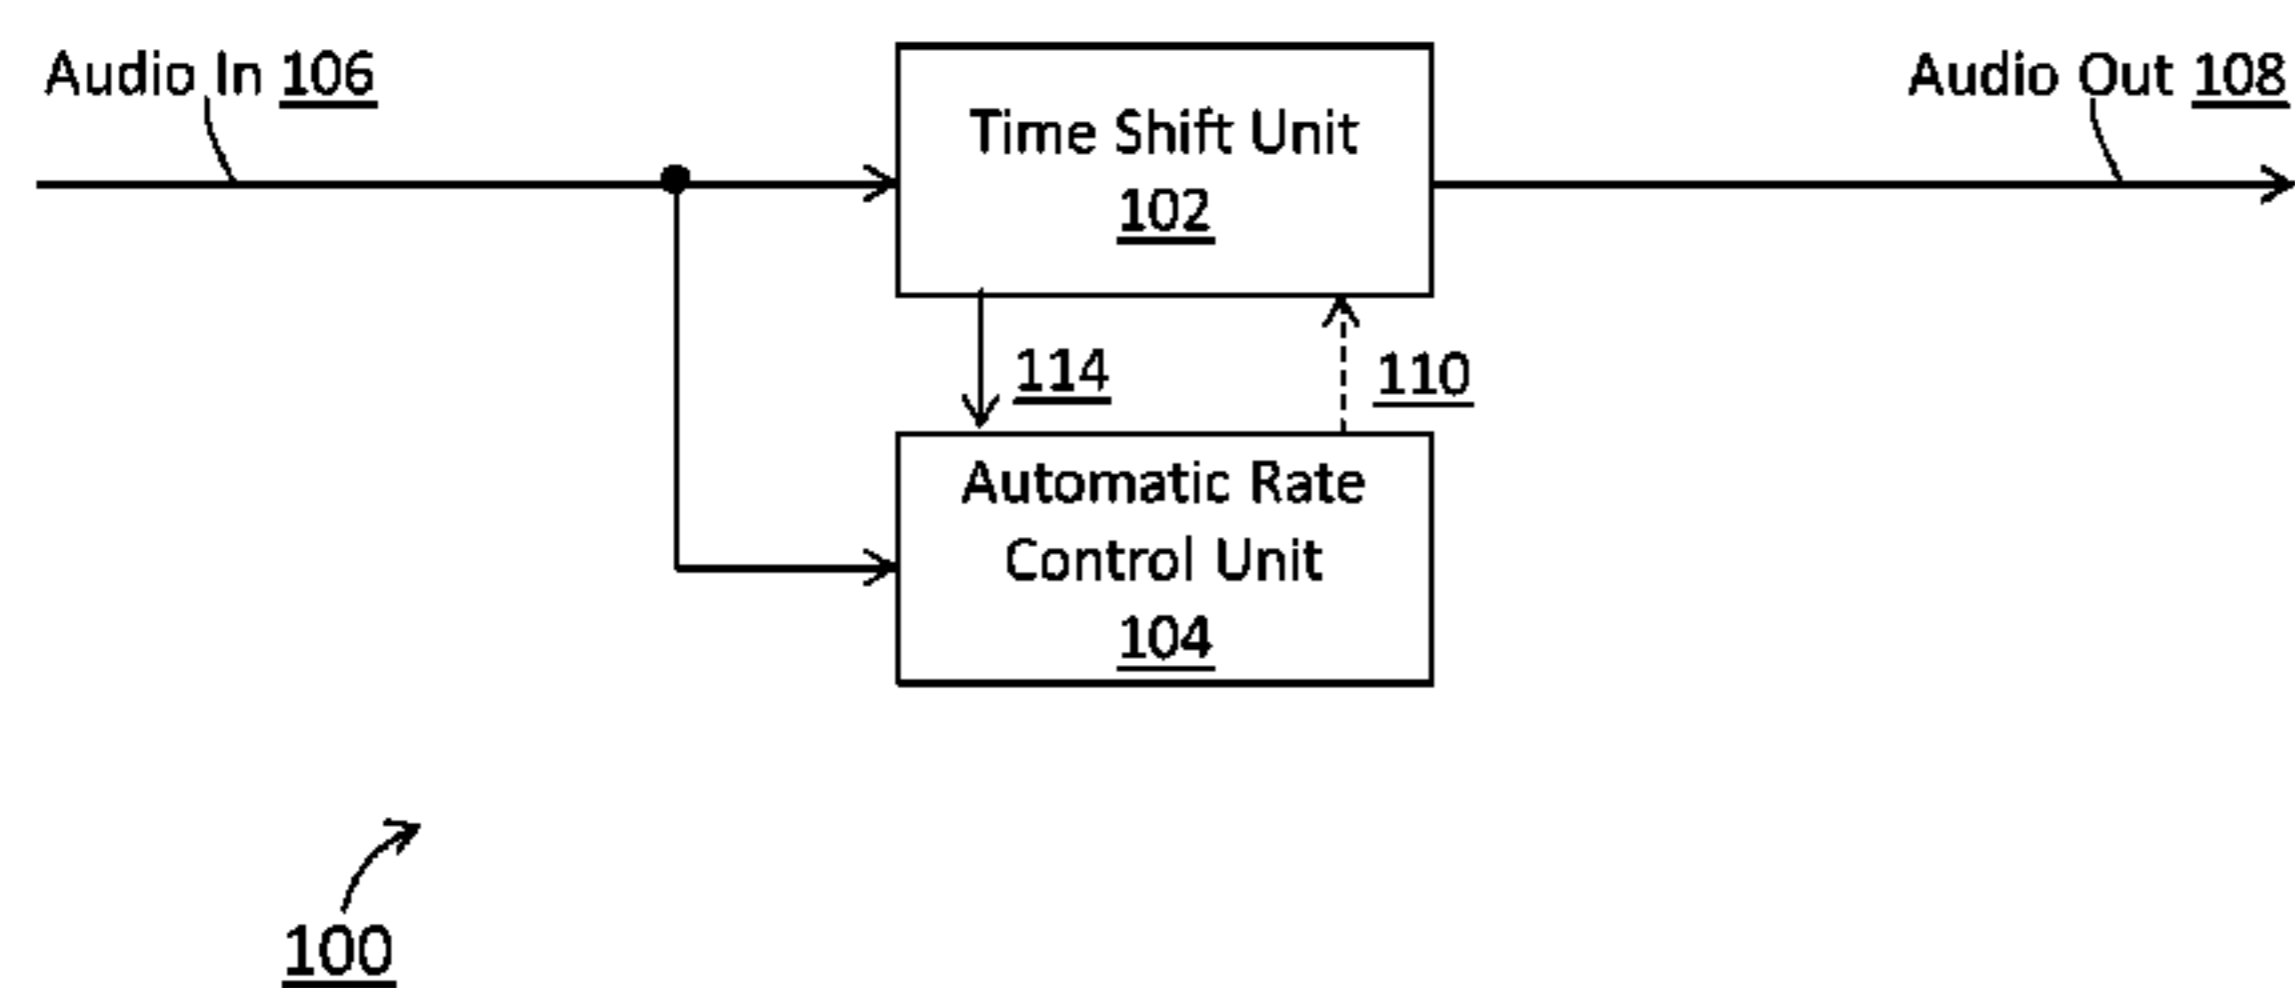 Audio In 106
Audio Out 108
Time Shift Unit
102
114
110
Automatic Rate
Control Unit
104
100